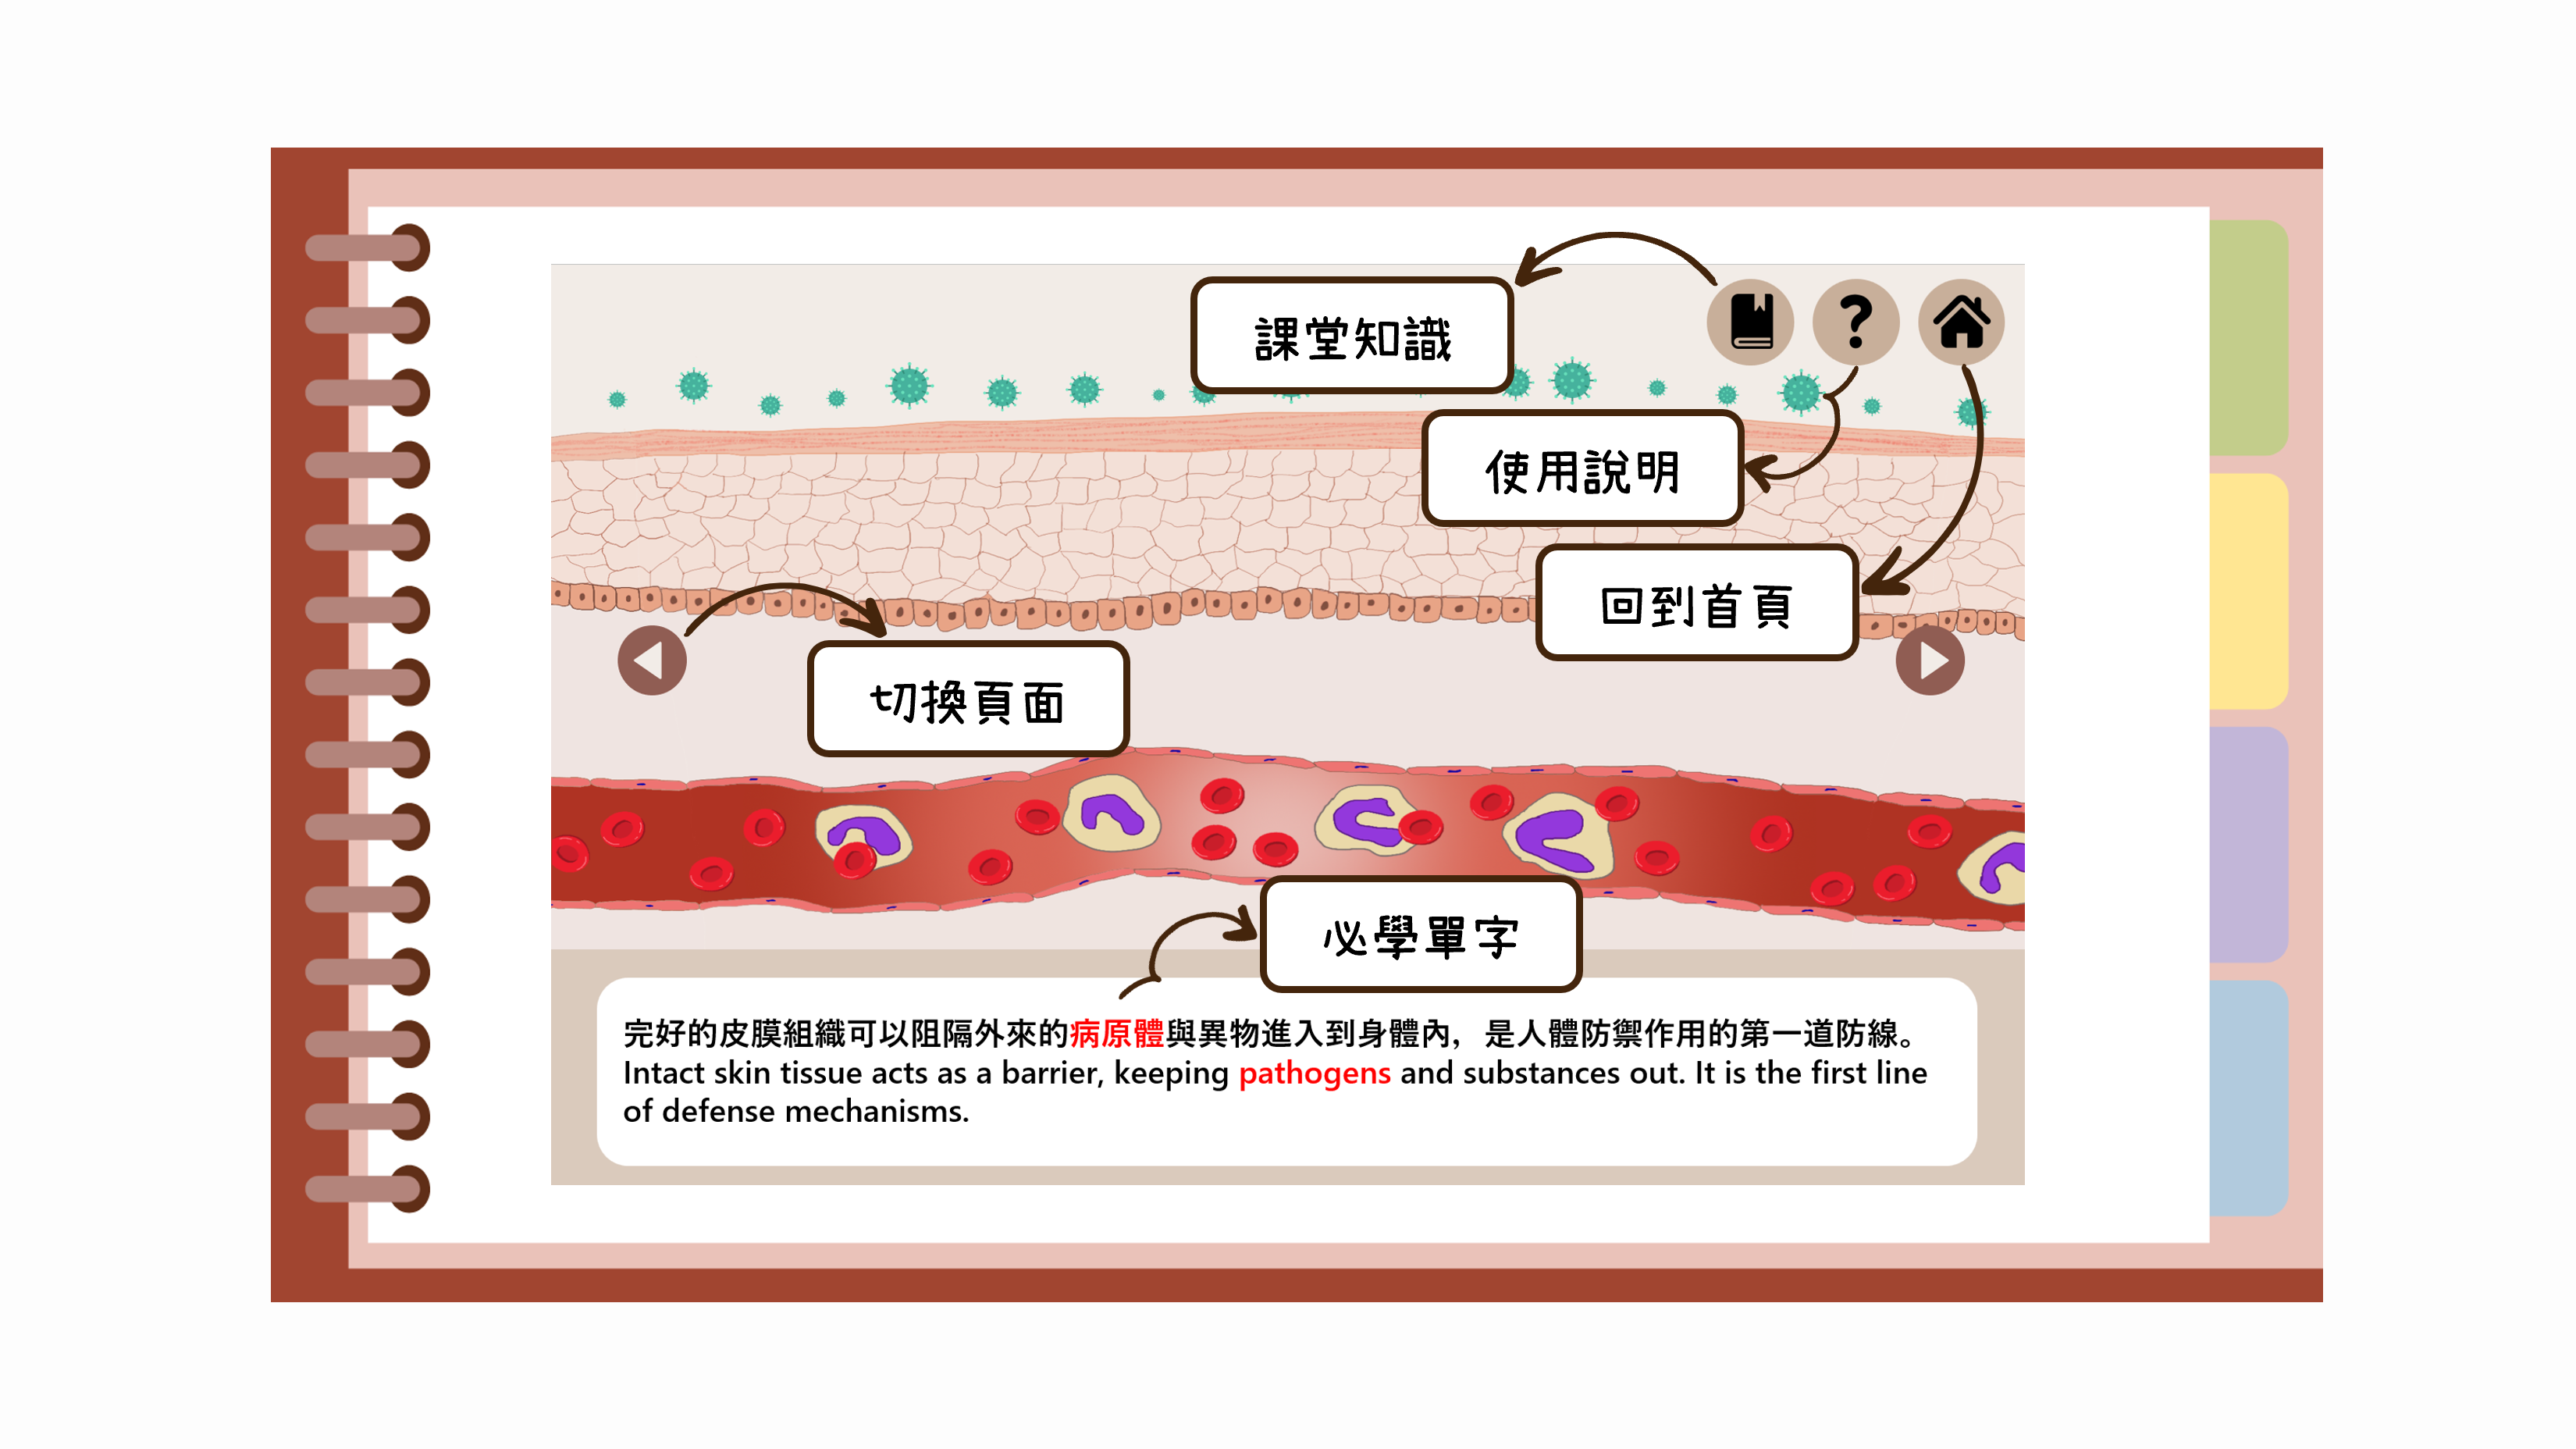 課堂知識
?
使用說明
回到首頁
切換頁面
必學單字
完好的皮膜組織可以阻隔外來的病原體與異物進入到身體內，是人體防禦作用的第一道防線。
Intact skin tissue acts as a barrier, keeping pathogens and substances out. It is the first line
of defense mechanisms.